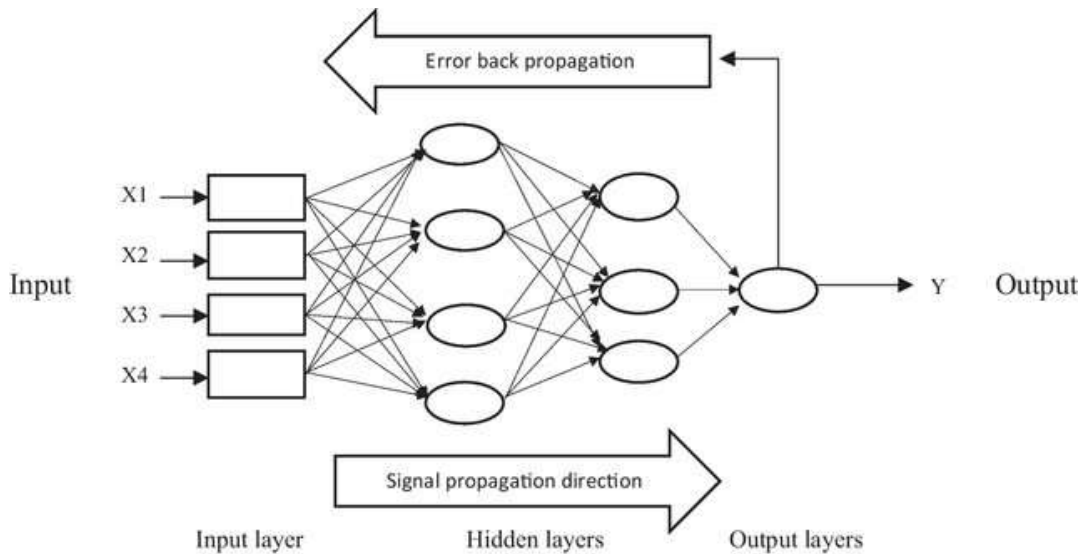 Error back propagation
X1
X2
X3
X4
Input
Y
Output
Signal propagation direction
Input layer
Hidden layers
Output layers